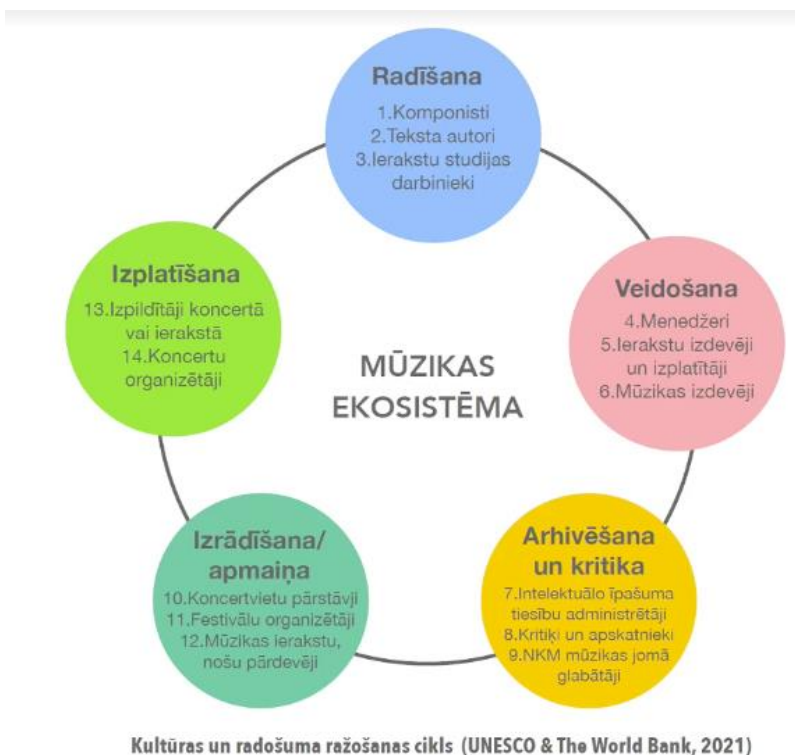 Radīšana
1.Komponisti
2.Teksta autori
3.Ierakstu studijas
darbinieki
Veidošana
4.Menedžeri
5.Ierakstu izdevēji
un izplatītāji
6.Mūzikas izdevēji
Arhivēšana
un kritika
7.Intelektuālo īpašuma
tiesību administrētāji
8.Kritiķi un apskatnieki
9.NKM mūzikas jomā
glabātāji
Izrādīšana/
apmaiņa
10.Koncertvietu pārstāvji
11.Festivālu organizētāji
12.Mūzikas ierakstu,
nošu pārdevēji
Izplatīšana
13.Izpildītāji koncertā
vai ierakstā
14.Koncertu
organizētāji
MŪZIKAS
EKOSISTĒMA
Kultūras un radošuma ražošanas cikls (UNESCO & The World Bank, 2021)